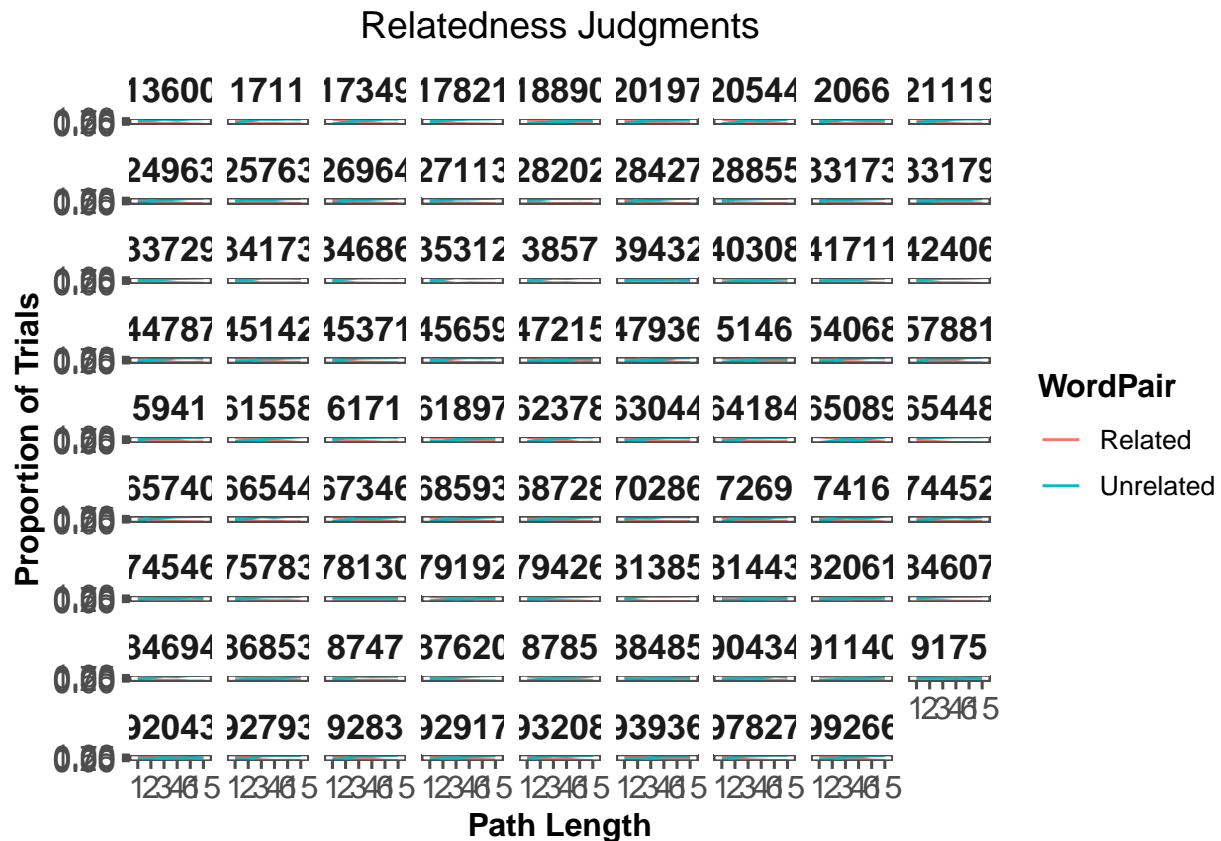 Relatedness Judgments
13600 1711 17349 17821 18890 20197 20544 2066 21119
24963 25763 26964 27113 28202 28427 28855 33173 33179
33729 34173 34686 35312 3857 39432 40308 41711 42406
44787 45142 45371 45659 47215 47936 5146 54068 57881
5941 61558 6171 61897 62378 63044 64184 65089 65448
65740 66544 67346 68593 68728 70286 7269 7416 74452
74546 75783 78130 79192 79426 81385 81443 82061 84607
84694 86853 8747 87620 8785 88485 90434 91140 9175
92043 92793 9283 92917 93208 93936 97827 99266
Path Length
Proportion of Trials
WordPair
Related
Unrelated